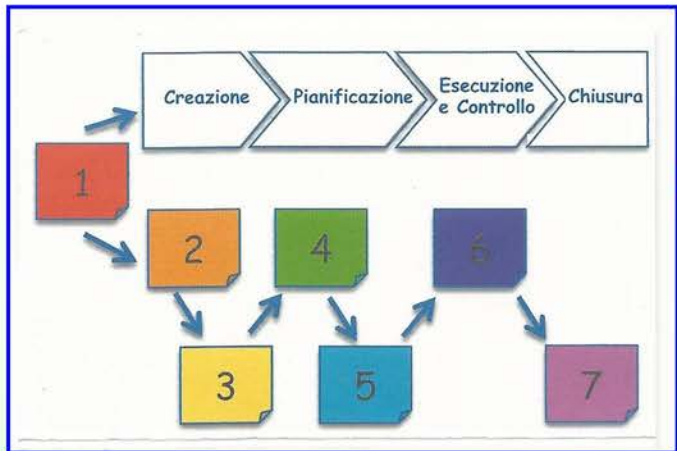 Creazione
Pianificazione
Esecuzione
e Controllo
Chiusura
1
2
4
6
3
5
7